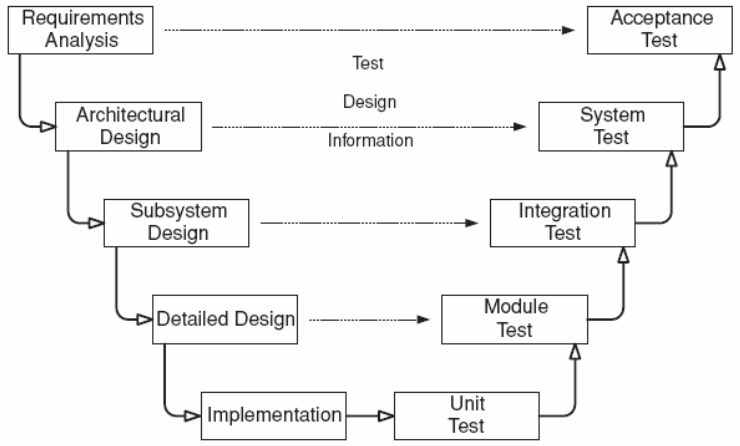 Requirements
Analysis
Acceptance
Test
Test
Design
Information
Architectural
Design
System
Test
Subsystem
Design
Integration
Test
Detailed Design
Module
Test
Implementation
Unit
Test